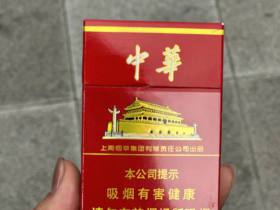 中華
上海烟草集团有限责任公司出品
本公司提示
吸烟有害健康